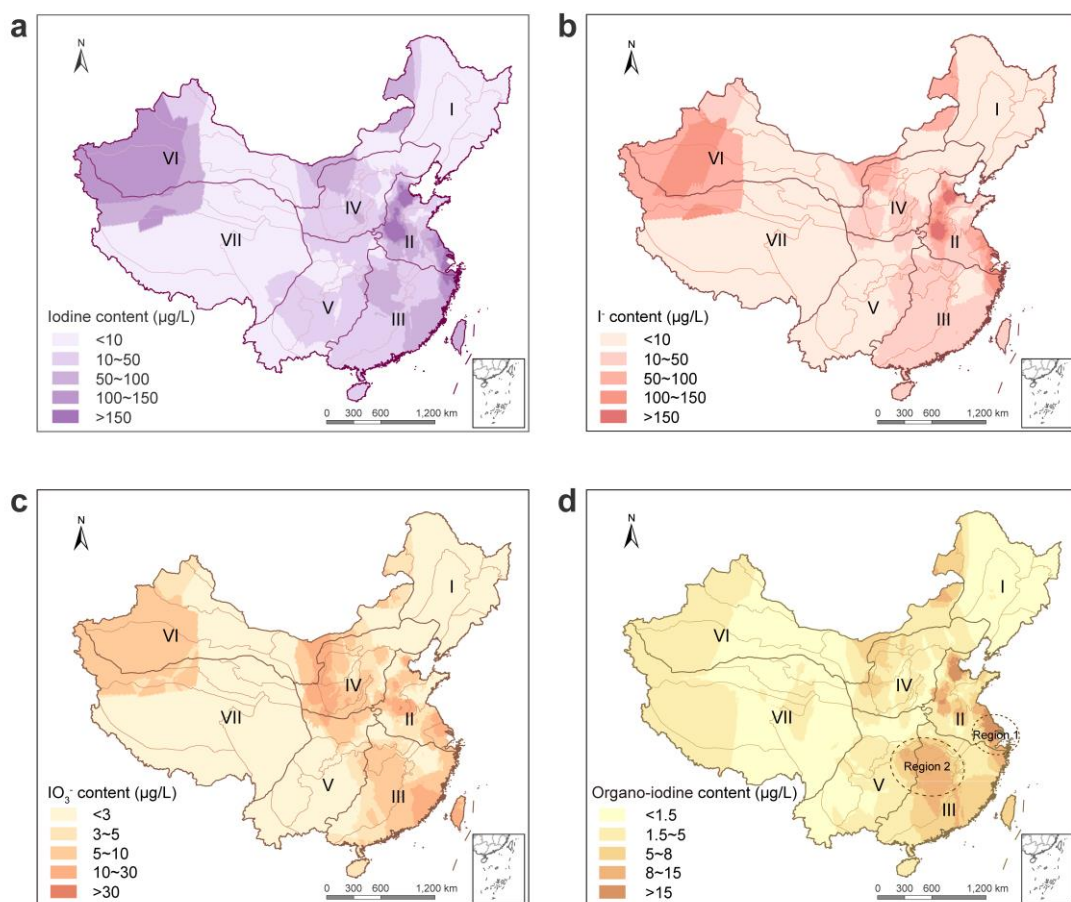 a
N
I
VI
IV
VII
II
V
III
Iodine content (μg/L)
<10
10~50
50~100
100~150
>150
0 300 600 1,200 km
b
N
I
VI
IV
VII
II
V
III
I⁻ content (μg/L)
<10
10~50
50~100
100~150
>150
0 300 600 1,200 km
c
N
I
VI
IV
VII
II
V
III
IO₃⁻ content (μg/L)
<3
3~5
5~10
10~30
>30
0 300 600 1,200 km
d
N
I
VI
IV
VII
II
Region 1
Region 2
V
III
Organo-iodine content (μg/L)
<1.5
1.5~5
5~8
8~15
>15
0 300 600 1,200 km